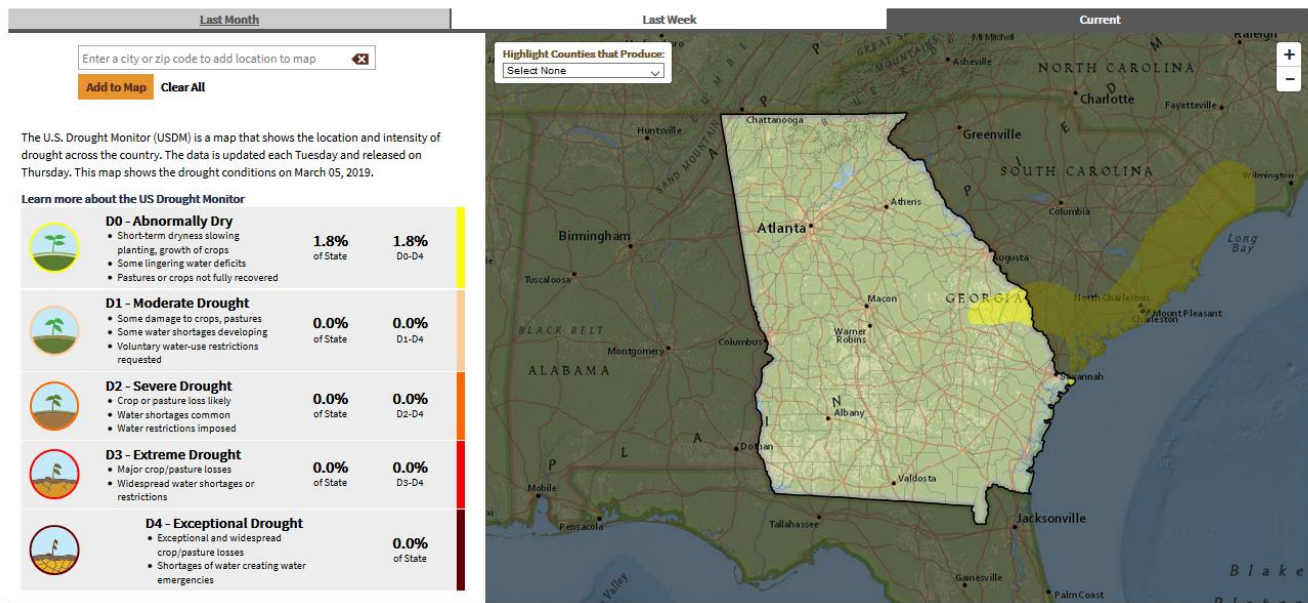 Last Month
Last Week
Current
Enter a city or zip code to add location to map
Add to Map
Clear All
The U.S. Drought Monitor (USDM) is a map that shows the location and intensity of
drought across the country. The data is updated each Tuesday and released on
Thursday. This map shows the drought conditions on March 05, 2019.
Learn more about the US Drought Monitor
D0 - Abnormally Dry
• Short-term dryness slowing
planting, growth of crops
• Some lingering water deficits
• Pastures or crops not fully recovered
1.8%
of State
1.8%
D0-D4
D1 - Moderate Drought
• Some damage to crops, pastures
• Some water shortages developing
• Voluntary water-use restrictions
requested
0.0%
of State
0.0%
D1-D4
D2 - Severe Drought
• Crop or pasture loss likely
• Water shortages common
• Water restrictions imposed
0.0%
of State
0.0%
D2-D4
D3 - Extreme Drought
• Major crop/pasture losses
• Widespread water shortages or
restrictions
0.0%
of State
0.0%
D3-D4
D4 - Exceptional Drought
• Exceptional and widespread
crop/pasture losses
• Shortages of water creating water
emergencies
0.0%
of State
Highlight Counties that Produce:
Select None
+
−
Raleigh
Asheville
NORTH CAROLINA
Charlotte
Fayetteville
Chattanooga
Huntsville
SAND MOUNTAIN
Greenville
SOUTH CAROLINA
Wilmington
Athens
Columbia
Atlanta
Birmingham
Long
Bay
Augusta
Tuscaloosa
Macon
GEORGIA
North Charleston
Mount Pleasant
Charleston
BLACK BELT
Warner
Robins
Columbus
Montgomery
ALABAMA
Savannah
Albany
Dothan
Valdosta
Mobile
Pensacola
Tallahassee
Jacksonville
Gainesville
Palm Coast
Blake
Valley